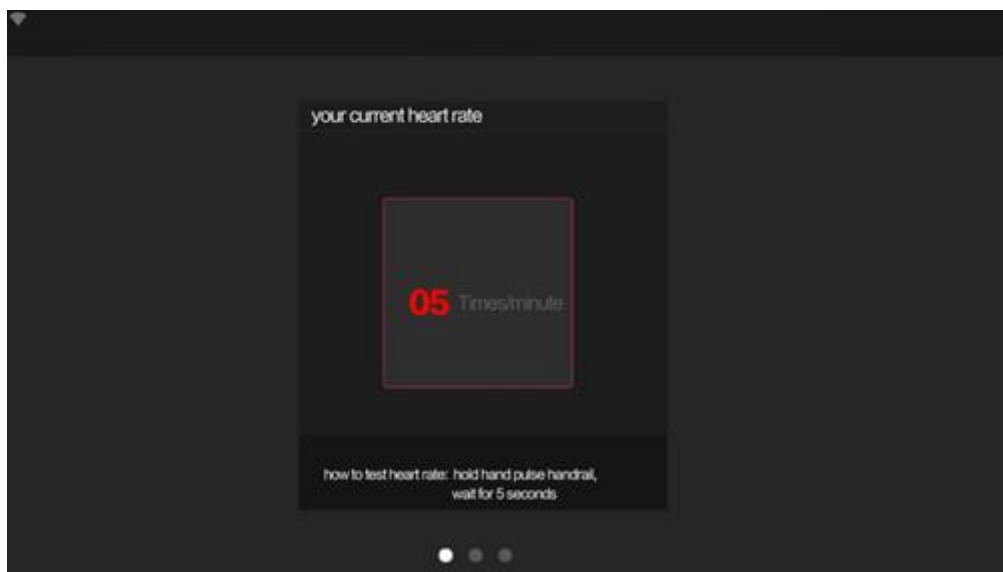 your current heart rate
05 Times/minute
how to test heart rate: hold hand pulse handrail,
wait for 5 seconds